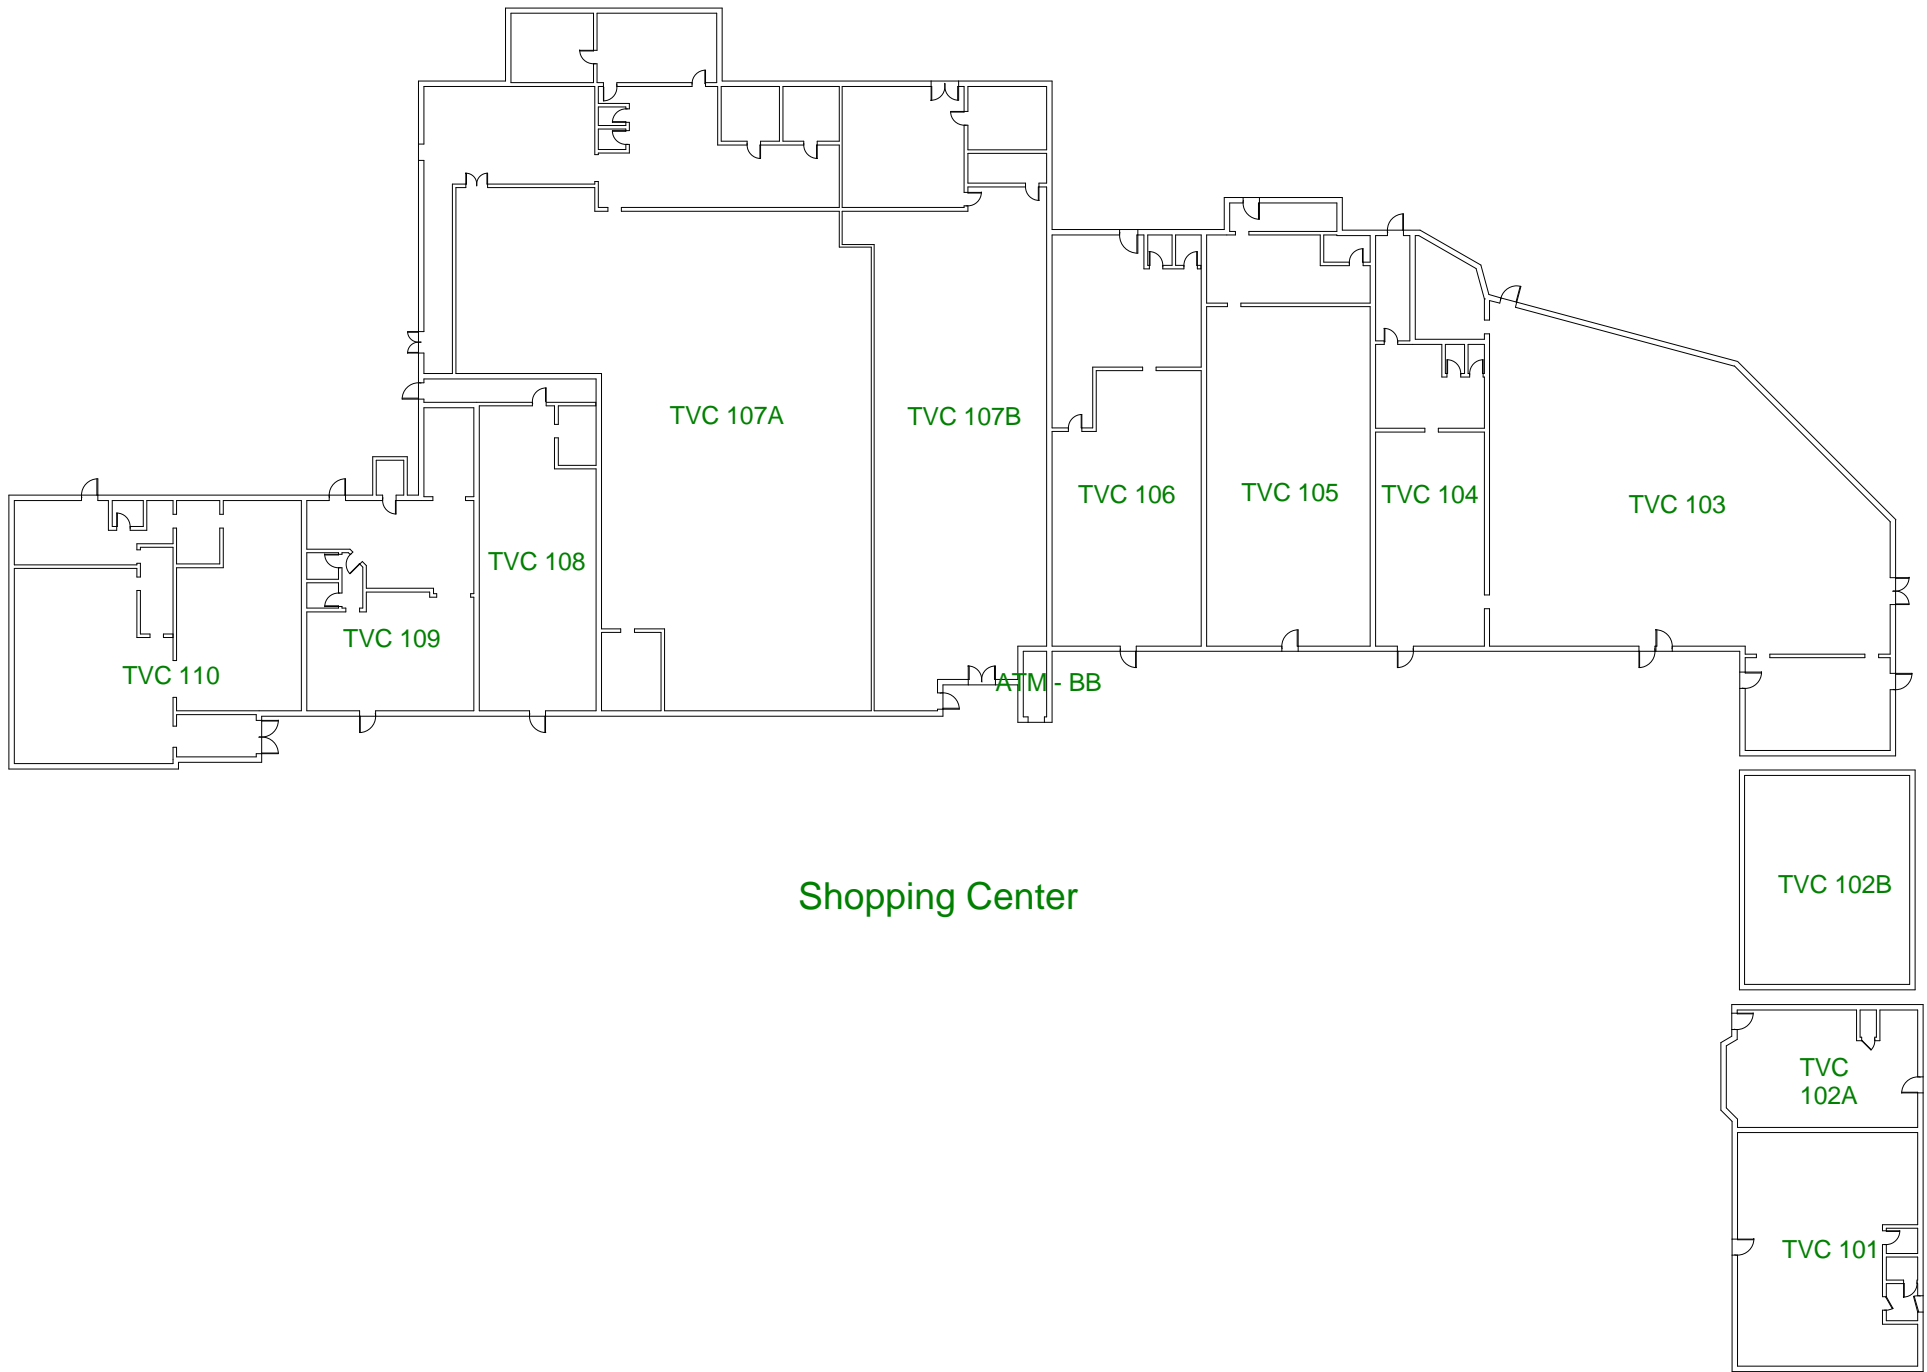 TVC 107A
TVC 107B
TVC 106
TVC 105
TVC 104
TVC 103
TVC 108
TVC 109
TVC 110
ATM - BB
Shopping Center
TVC 102B
TVC
102A
TVC 101